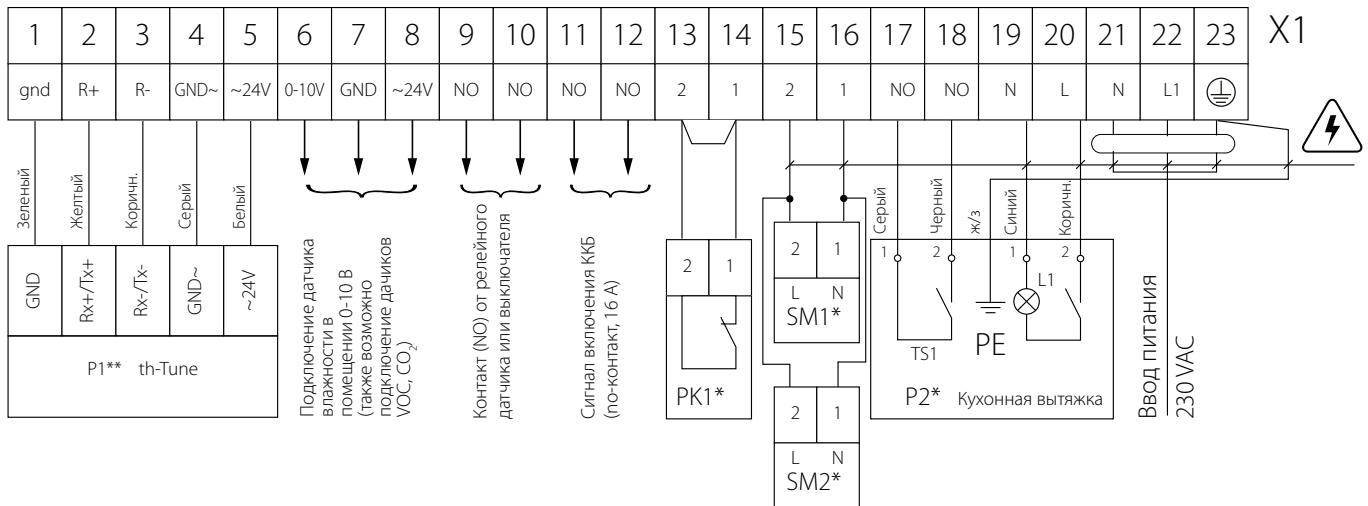 1 2 3 4 5 6 7 8 9 10 11 12 13 14 15 16 17 18 19 20 21 22 23 X1
gnd R+ R- GND~ ~24V 0-10V GND ~24V NO NO NO NO 2 1 2 1 NO NO N L N L1
Зеленый
Желтый
Коричн.
Серый
Белый
GND
Rx+/Tx+
Rx-/Tx-
GND~
~24V
P1** th-Tune
Подключение датчика
влажности в
помещении 0-10 В
(также возможно
подключение дачиков
VOC, CO2)
Контакт (NO) от релейного
датчика или выключателя
Сигнал включения ККБ
(no-контакт, 16 А)
2 1
PK1*
2 1
L N
SM1*
2 1
L N
SM2*
Серый
Черный
ж/з
Синий
Коричн.
1 2 1 2
L1
TS1
PE
P2* Кухонная вытяжка
Ввод питания
230 VAC